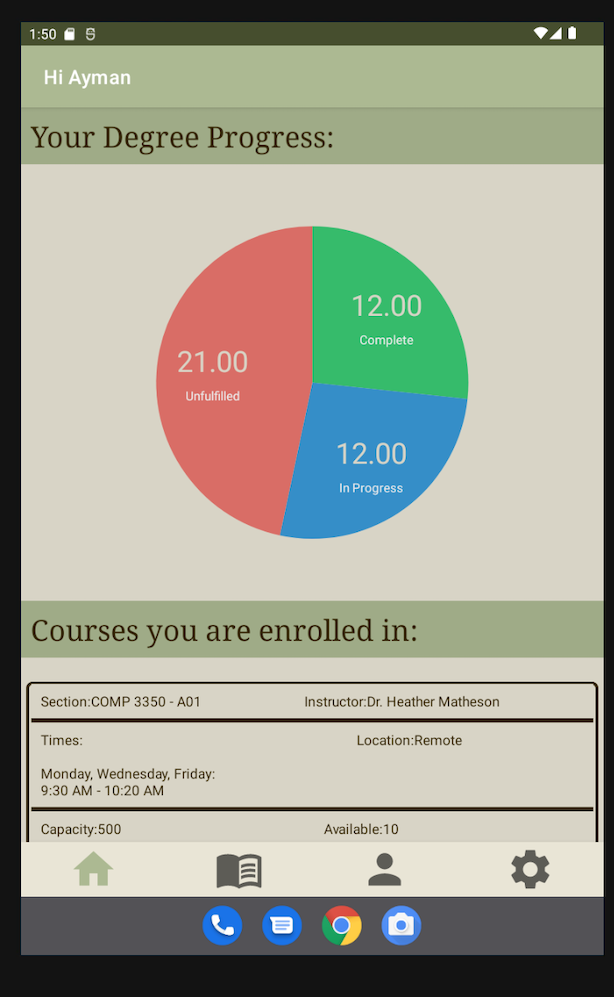 1:50
Hi Ayman
Your Degree Progress:
12.00
Complete
21.00
Unfulfilled
12.00
In Progress
Courses you are enrolled in:
Section:COMP 3350 - A01 Instructor:Dr. Heather Matheson
Times: Location:Remote
Monday, Wednesday, Friday:
9:30 AM - 10:20 AM
Capacity:500 Available:10